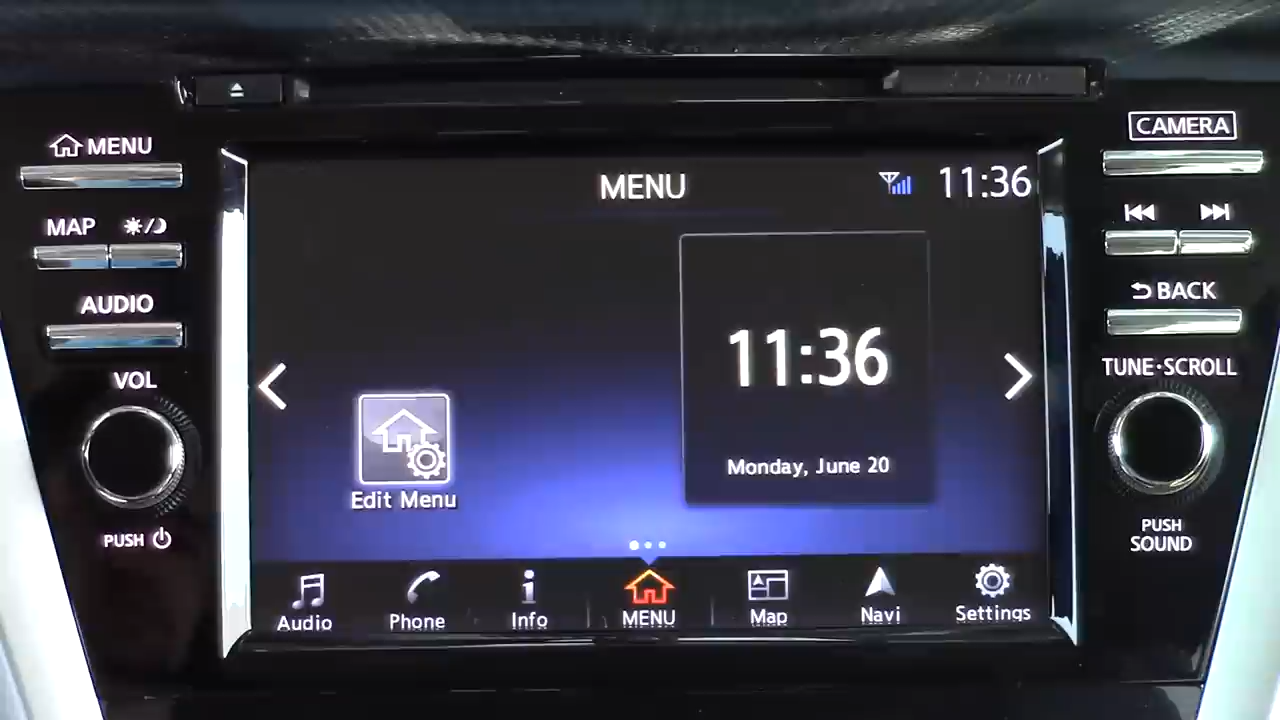 MENU
CAMERA
MENU
11:36
MAP
AUDIO
BACK
11:36
VOL
TUNE·SCROLL
Monday, June 20
Edit Menu
PUSH
PUSH
SOUND
Audio
Phone
Info
MENU
Map
Navi
Settings